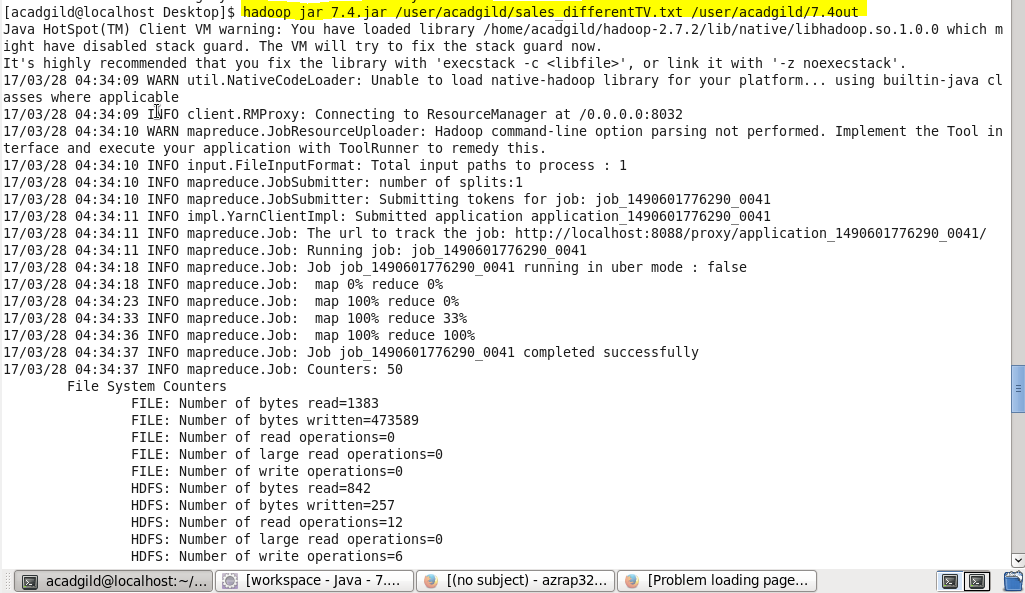 [acadgild@localhost Desktop]$ hadoop jar 7.4.jar /user/acadgild/sales_differentTV.txt /user/acadgild/7.4out
Java HotSpot(TM) Client VM warning: You have loaded library /home/acadgild/hadoop-2.7.2/lib/native/libhadoop.so.1.0.0 which m
ight have disabled stack guard. The VM will try to fix the stack guard now.
It's highly recommended that you fix the library with 'execstack -c <libfile>', or link it with '-z noexecstack'.
17/03/28 04:34:09 WARN util.NativeCodeLoader: Unable to load native-hadoop library for your platform... using builtin-java cl
asses where applicable
17/03/28 04:34:09 INFO client.RMProxy: Connecting to ResourceManager at /0.0.0.0:8032
17/03/28 04:34:10 WARN mapreduce.JobResourceUploader: Hadoop command-line option parsing not performed. Implement the Tool in
terface and execute your application with ToolRunner to remedy this.
17/03/28 04:34:10 INFO input.FileInputFormat: Total input paths to process : 1
17/03/28 04:34:10 INFO mapreduce.JobSubmitter: number of splits:1
17/03/28 04:34:10 INFO mapreduce.JobSubmitter: Submitting tokens for job: job_1490601776290_0041
17/03/28 04:34:11 INFO impl.YarnClientImpl: Submitted application application_1490601776290_0041
17/03/28 04:34:11 INFO mapreduce.Job: The url to track the job: http://localhost:8088/proxy/application_1490601776290_0041/
17/03/28 04:34:11 INFO mapreduce.Job: Running job: job_1490601776290_0041
17/03/28 04:34:18 INFO mapreduce.Job: Job job_1490601776290_0041 running in uber mode : false
17/03/28 04:34:18 INFO mapreduce.Job:  map 0% reduce 0%
17/03/28 04:34:23 INFO mapreduce.Job:  map 100% reduce 0%
17/03/28 04:34:33 INFO mapreduce.Job:  map 100% reduce 33%
17/03/28 04:34:36 INFO mapreduce.Job:  map 100% reduce 100%
17/03/28 04:34:37 INFO mapreduce.Job: Job job_1490601776290_0041 completed successfully
17/03/28 04:34:37 INFO mapreduce.Job: Counters: 50
File System Counters
FILE: Number of bytes read=1383
FILE: Number of bytes written=473589
FILE: Number of read operations=0
FILE: Number of large read operations=0
FILE: Number of write operations=0
HDFS: Number of bytes read=842
HDFS: Number of bytes written=257
HDFS: Number of read operations=12
HDFS: Number of large read operations=0
HDFS: Number of write operations=6
acadgild@localhost:~/... [workspace - Java - 7.... [(no subject) - azrap32... [Problem loading page...